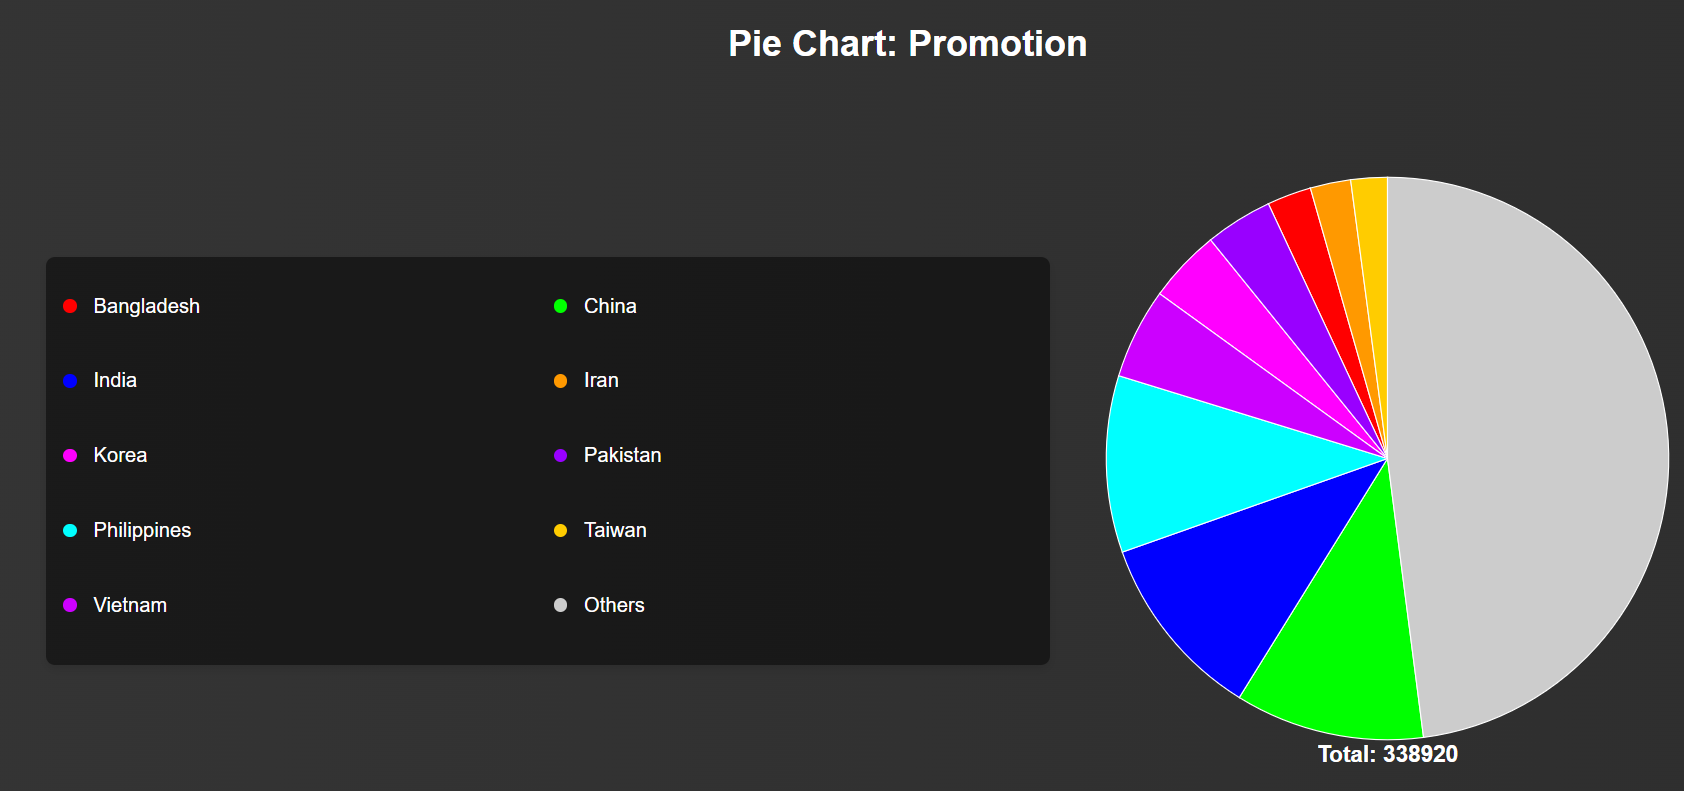 Pie Chart: Promotion
Bangladesh
China
India
Iran
Korea
Pakistan
Philippines
Taiwan
Vietnam
Others
Total: 338920